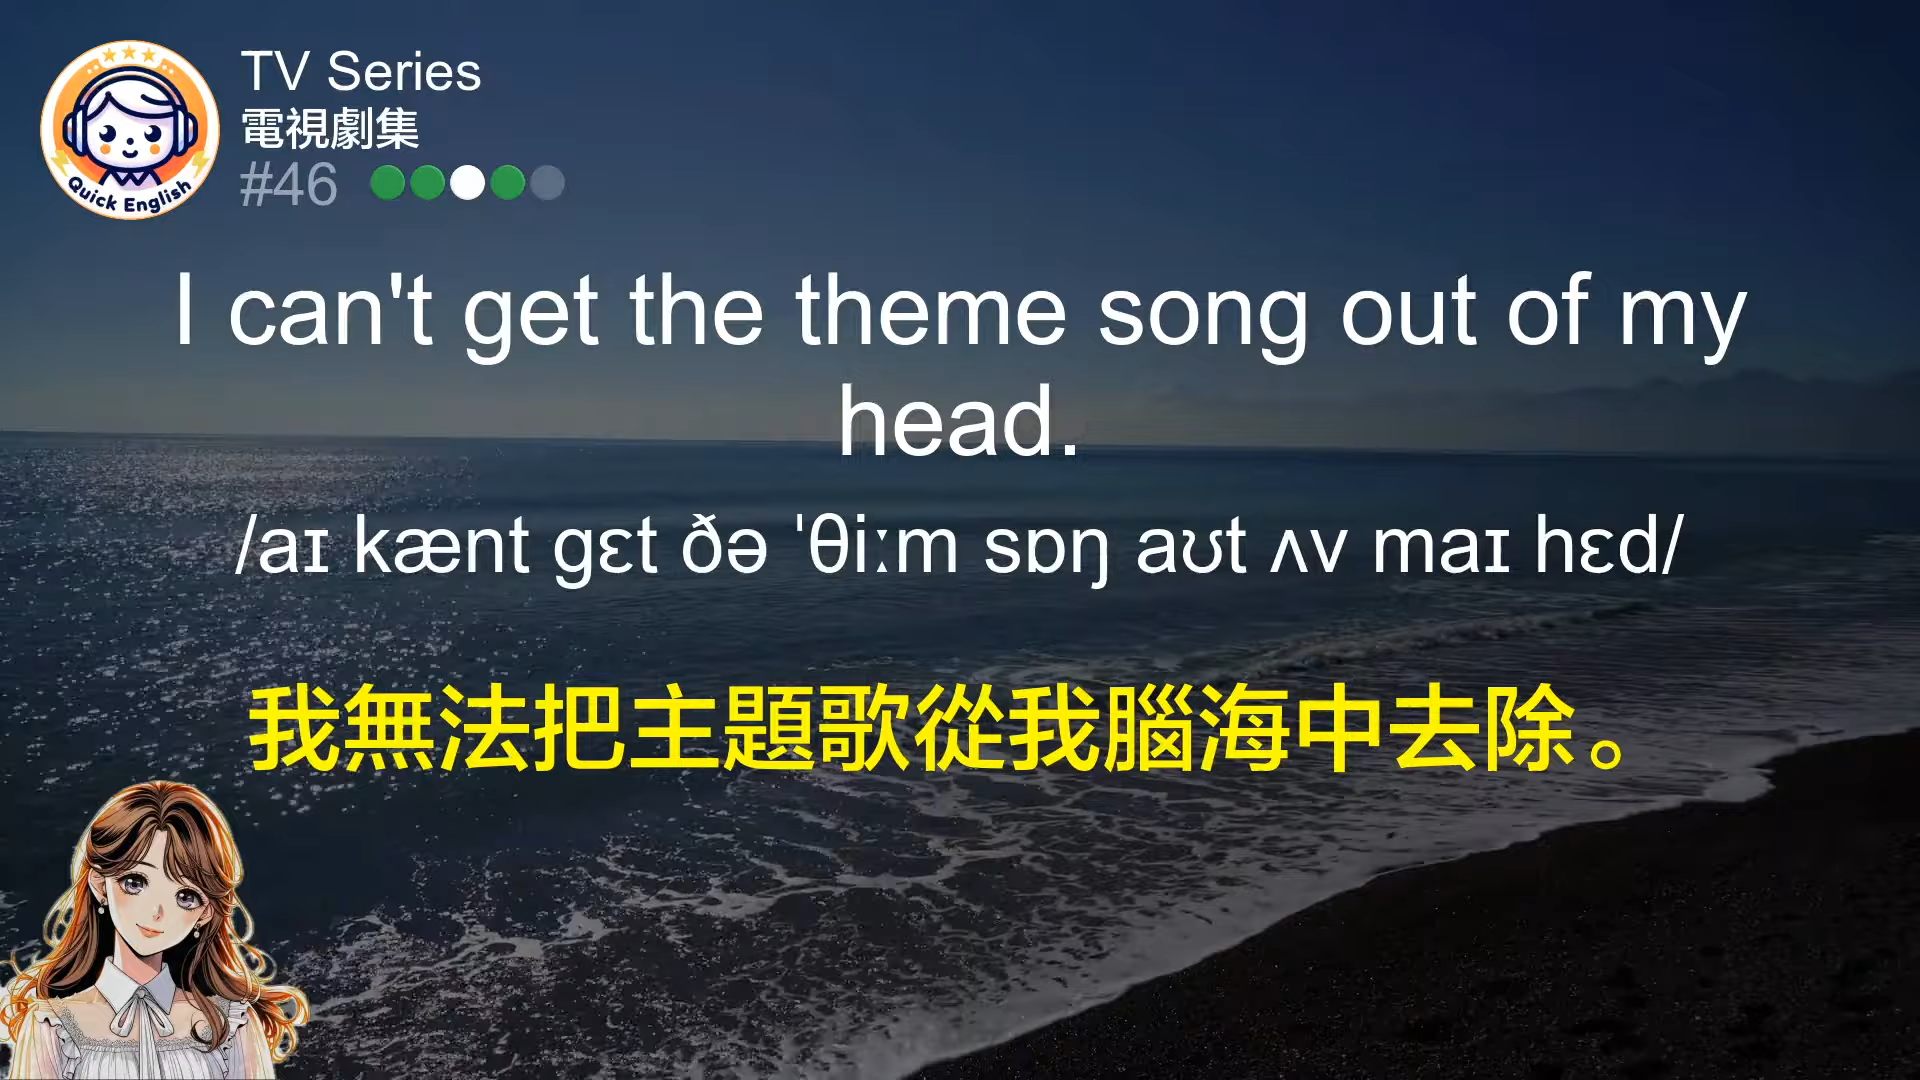 Quick English
TV Series
電視劇集
#46
I can't get the theme song out of my
head.
/aɪ kænt ɡɛt ðə ˈθiːm sɒŋ aʊt ʌv maɪ hɛd/
我無法把主題歌從我腦海中去除。